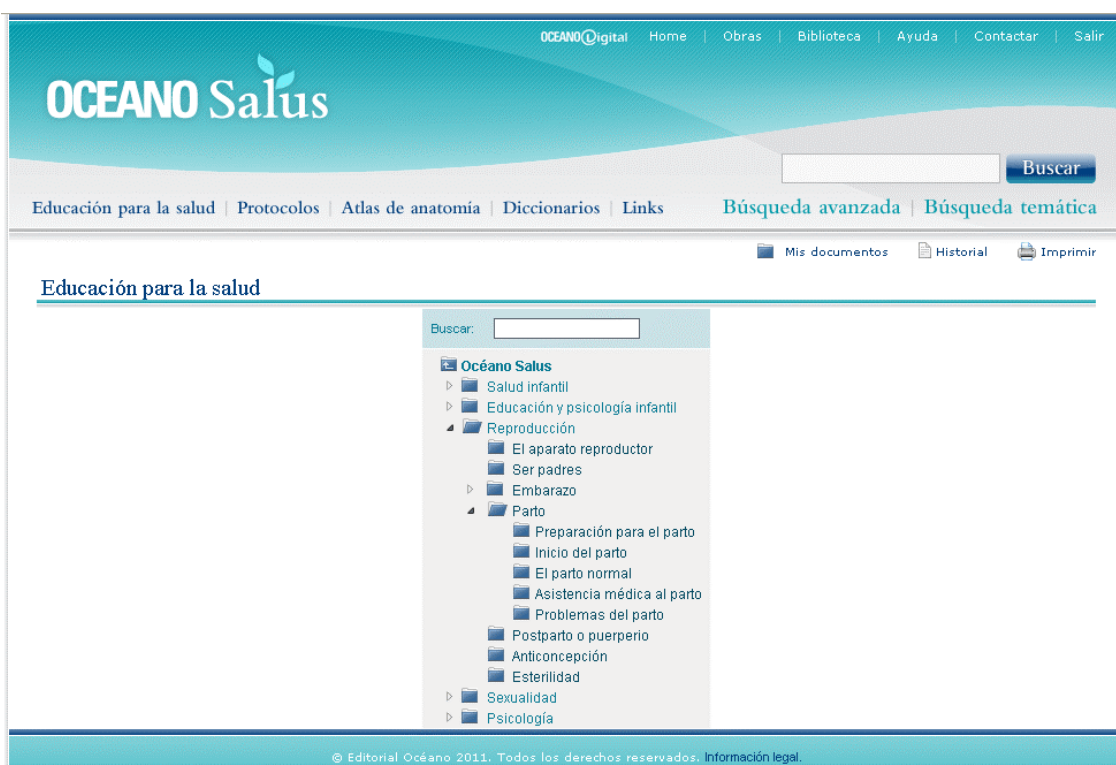 OCEANO Digital Home | Obras | Biblioteca | Ayuda | Contactar | Salir
OCEANO Salus
Buscar
Educación para la salud | Protocolos | Atlas de anatomía | Diccionarios | Links Búsqueda avanzada | Búsqueda temática
Mis documentos Historial Imprimir
Educación para la salud
Buscar:
Océano Salus
Salud infantil
Educación y psicología infantil
Reproducción
El aparato reproductor
Ser padres
Embarazo
Parto
Preparación para el parto
Inicio del parto
El parto normal
Asistencia médica al parto
Problemas del parto
Postparto o puerperio
Anticoncepción
Esterilidad
Sexualidad
Psicología
© Editorial Océano 2011. Todos los derechos reservados. Información legal.